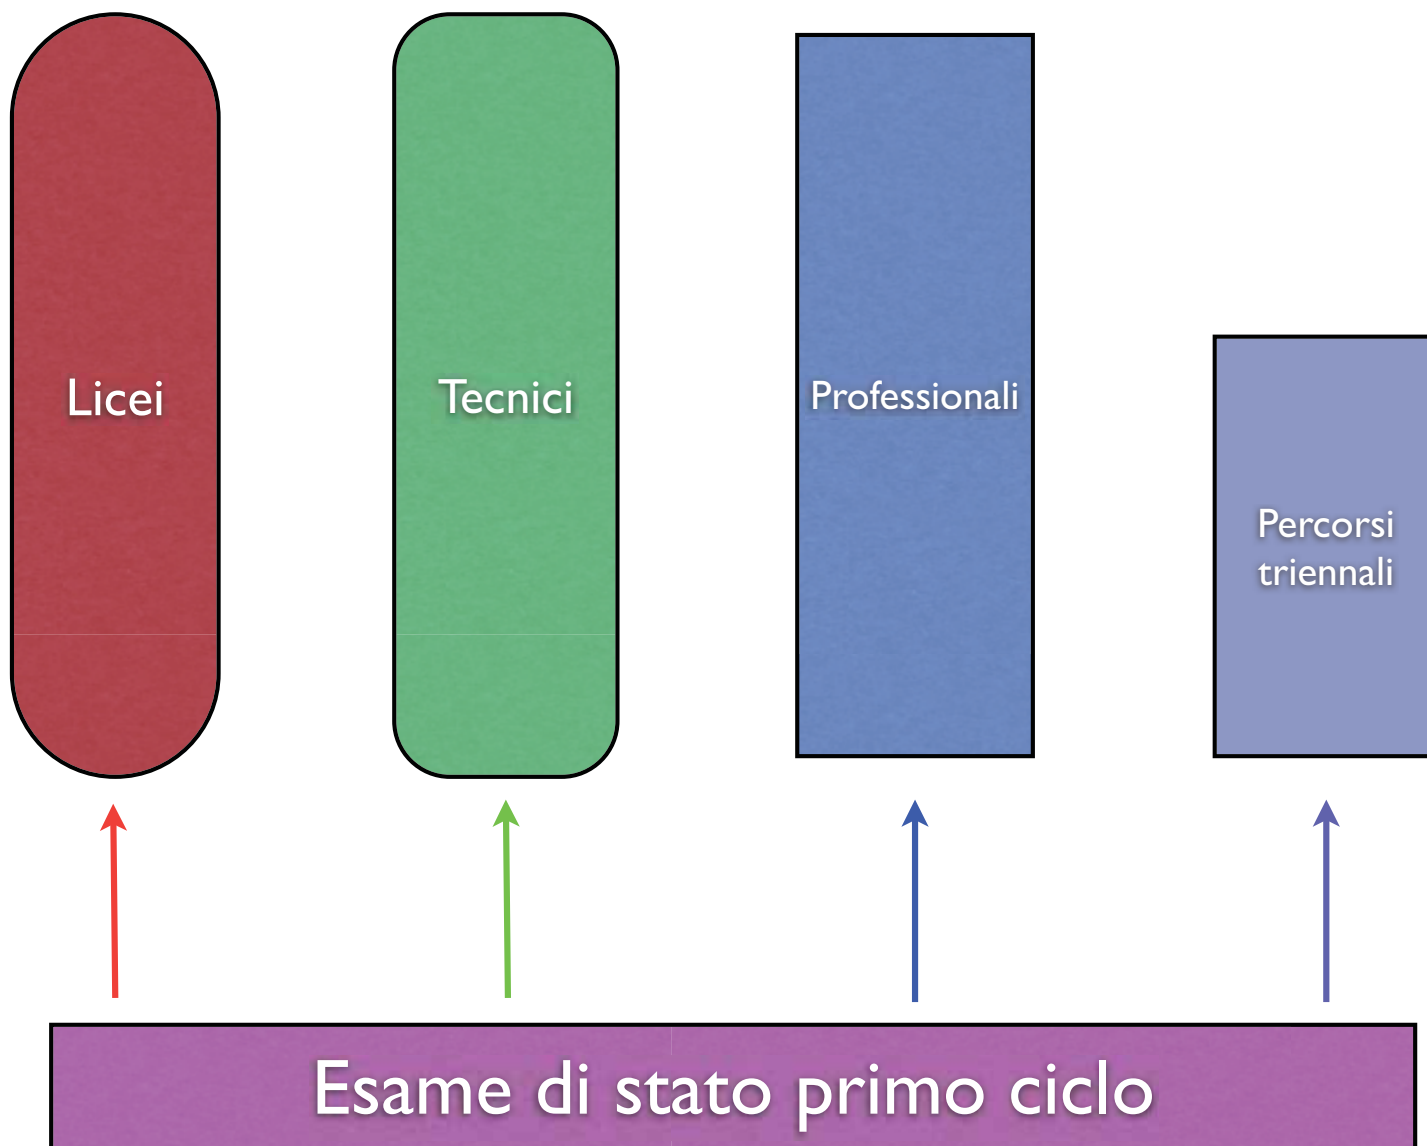 Licei
Tecnici
Professionali
Percorsi
triennali
Esame di stato primo ciclo